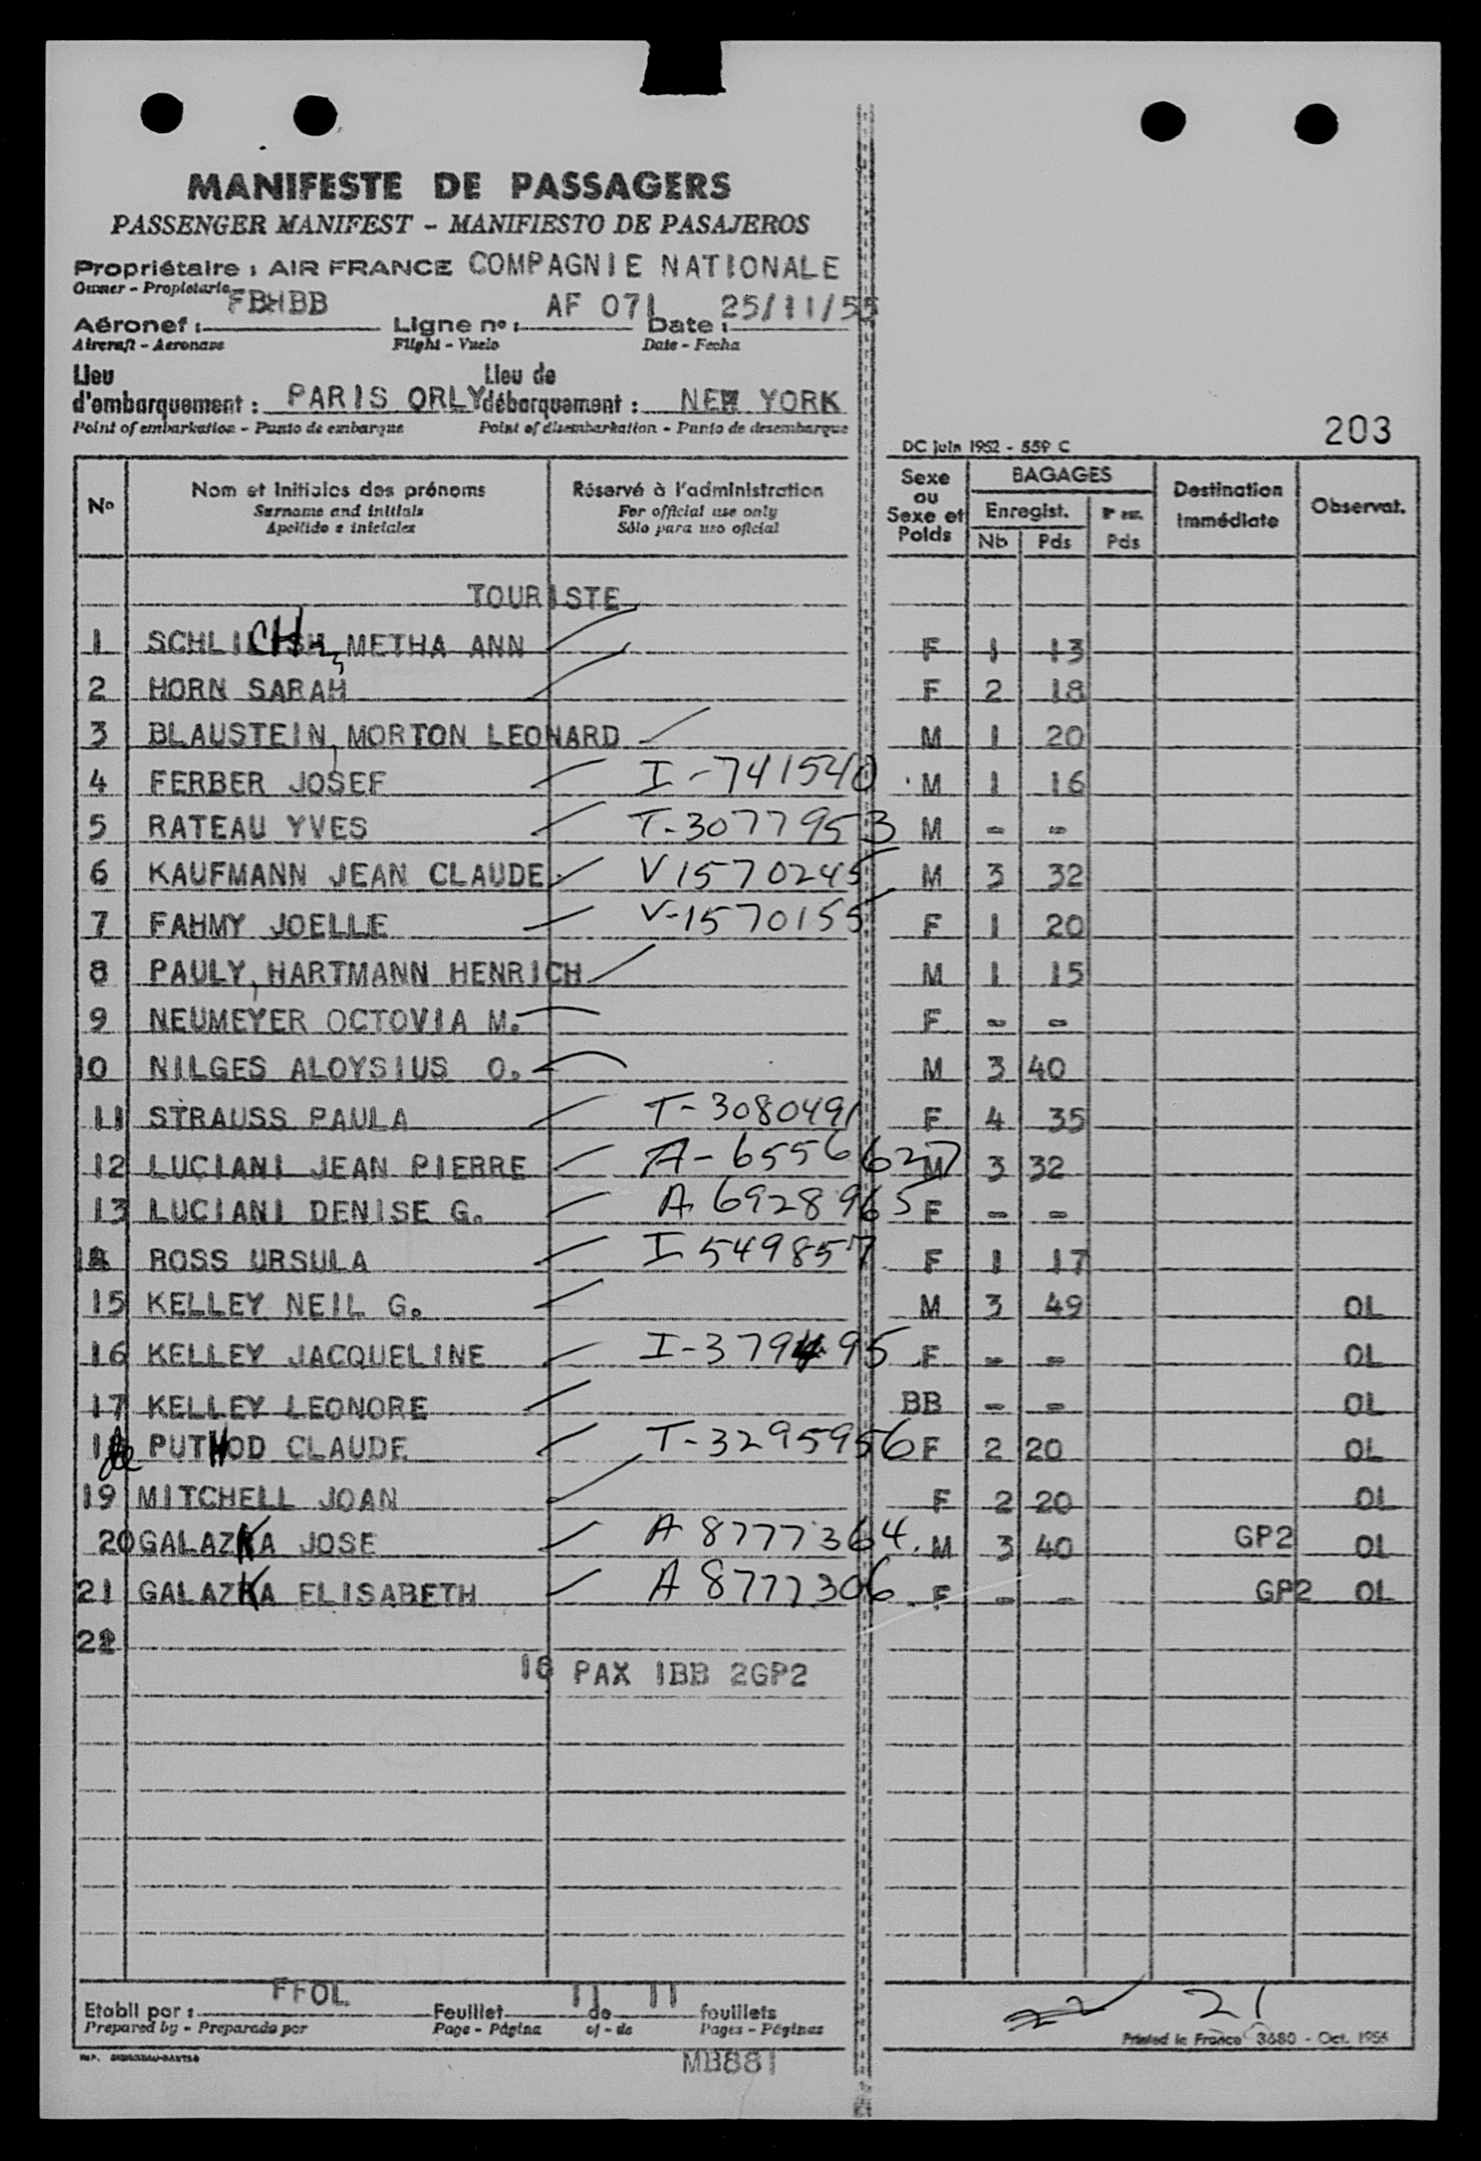 MANIFESTE DE PASSAGERS
PASSENGER MANIFEST - MANIFIESTO DE PASAJEROS
Propriétaire : AIR FRANCE COMPAGNIE NATIONALE
Owner - Propietario
FBHBB AF 071 25/11/55
Aéronef : Ligne no : Date :
Aircraft - Aeronave Flight - Vuelo Date - Fecha
Lieu d'embarquement : PARIS ORLY Lieu de débarquement : NEW YORK
Point of embarkation - Punto de embarque Point of disembarkation - Punto de desembarque
203
DC Juin 1952 - 559 C
No Nom et Initiales des prénoms Réservé à l'administration Sexe ou Sexe et Poids BAGAGES Destination Immédiate Observat.
Surname and initials For official use only Enregist.
Apellido e iniciales Sólo para uso oficial Nb Pds Pds
TOURISTE
1 SCHLICH, METHA ANN F 1 13
2 HORN SARAH F 2 18
3 BLAUSTEIN, MORTON LEONARD M 1 20
4 FERBER JOSEF I-741540 M 1 16
5 RATEAU YVES T-3077953 M - -
6 KAUFMANN JEAN CLAUDE V1570245 M 3 32
7 FAHMY JOELLE V-1570155 F 1 20
8 PAULY, HARTMANN HENRICH M 1 15
9 NEUMEYER OCTOVIA M. F - -
10 NILGES ALOYSIUS O. M 3 40
11 STRAUSS PAULA T-3080491 F 4 35
12 LUCIANI JEAN PIERRE A-6556627 M 3 32
13 LUCIANI DENISE G. A 6928965 F - -
14 ROSS URSULA I 549857 F 1 17
15 KELLEY NEIL G. M 3 49 OL
16 KELLEY JACQUELINE I-379495 F - - OL
17 KELLEY LEONORE BB - - OL
18 PUTHOD CLAUDE T-3295956 F 2 20 OL
19 MITCHELL JOAN F 2 20 OL
20 GALAZKA JOSE A 8777364. M 3 40 GP2 OL
21 GALAZKA ELISABETH A 8777306 F - - GP2 OL
22
18 PAX 1BB 2GP2
FFOL 11 11
Etabli par : Feuillet de feuillets
Prepared by - Preparado por Page - Página of - de Pages - Páginas
22 21
Printed in France 3680 - Oct. 1955
MB881